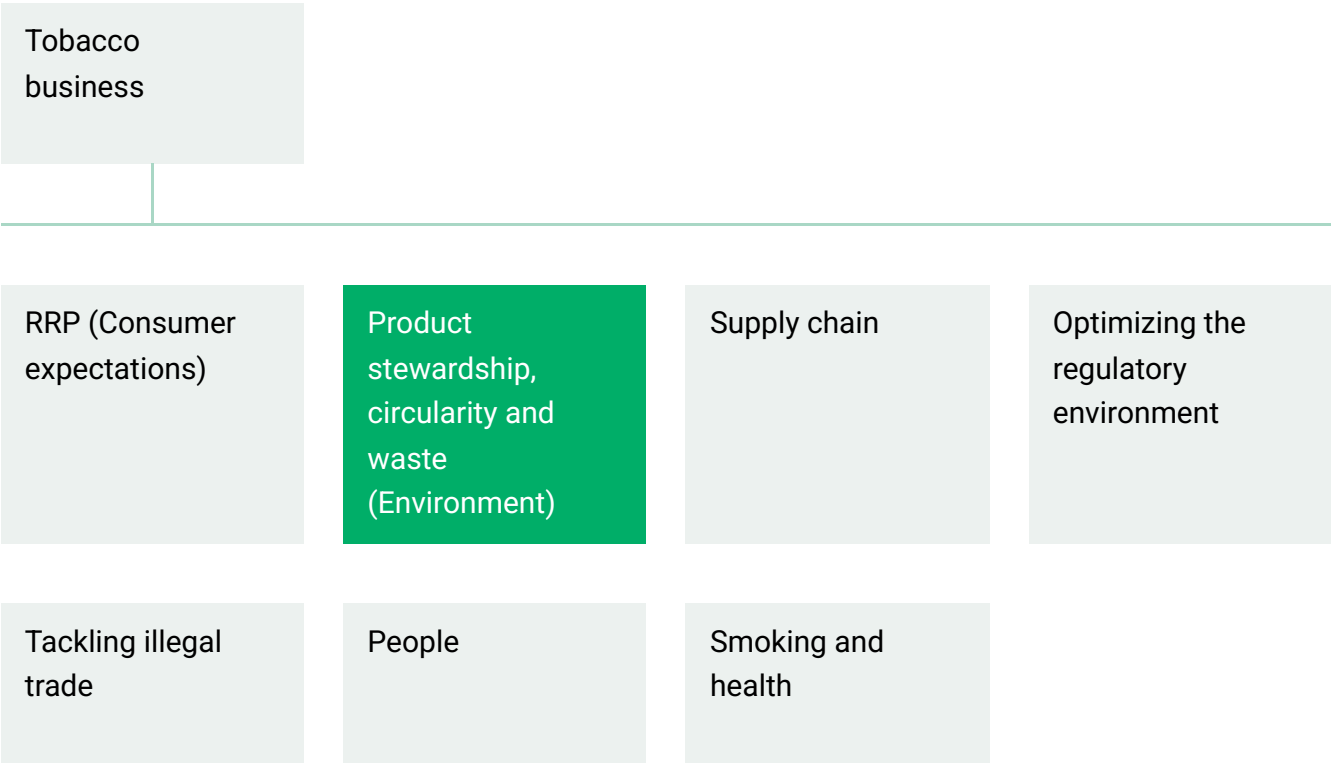 Tobacco
business
RRP (Consumer
expectations)
Product
stewardship,
circularity and
waste
(Environment)
Supply chain
Optimizing the
regulatory
environment
Tackling illegal
trade
People
Smoking and
health